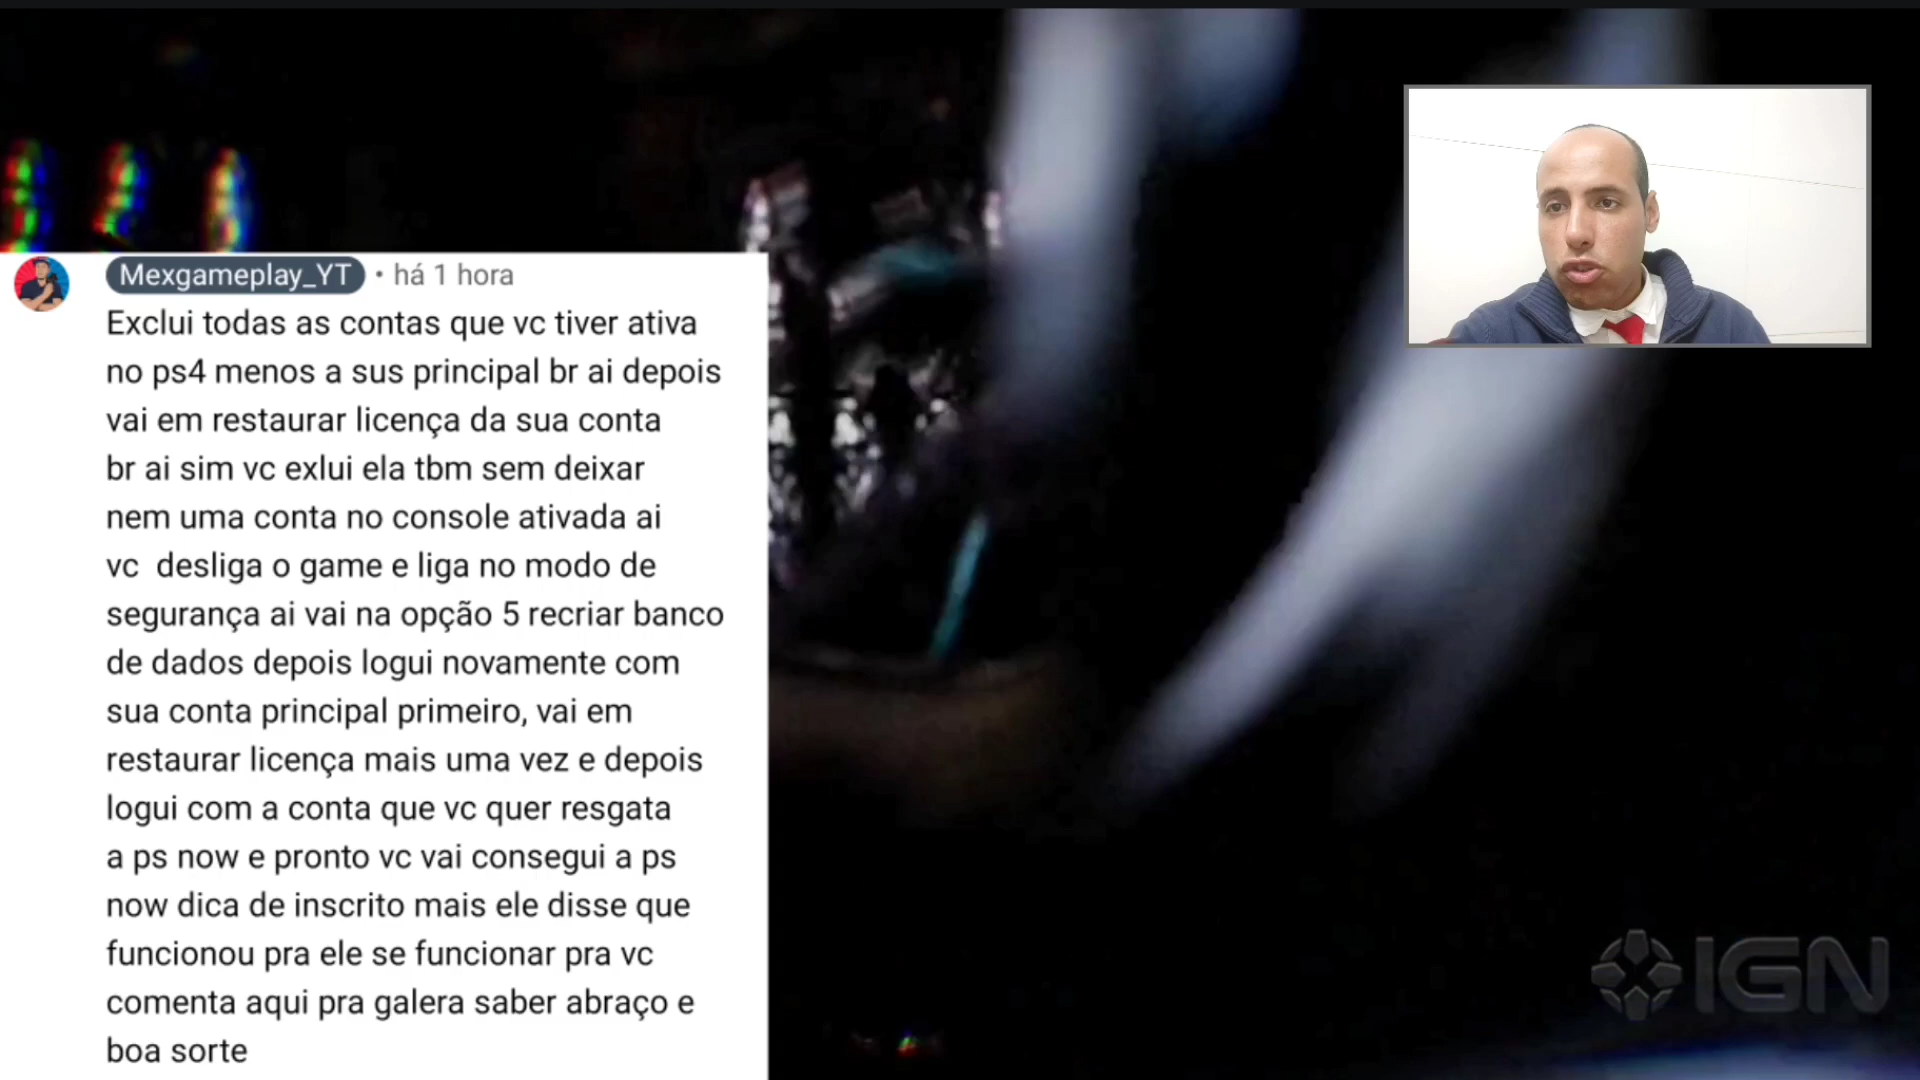 Mexgameplay_YT • há 1 hora
Exclui todas as contas que vc tiver ativa
no ps4 menos a sus principal br ai depois
vai em restaurar licença da sua conta
br ai sim vc exlui ela tbm sem deixar
nem uma conta no console ativada ai
vc  desliga o game e liga no modo de
segurança ai vai na opção 5 recriar banco
de dados depois logui novamente com
sua conta principal primeiro, vai em
restaurar licença mais uma vez e depois
logui com a conta que vc quer resgata
a ps now e pronto vc vai consegui a ps
now dica de inscrito mais ele disse que
funcionou pra ele se funcionar pra vc
comenta aqui pra galera saber abraço e
boa sorte
IGN